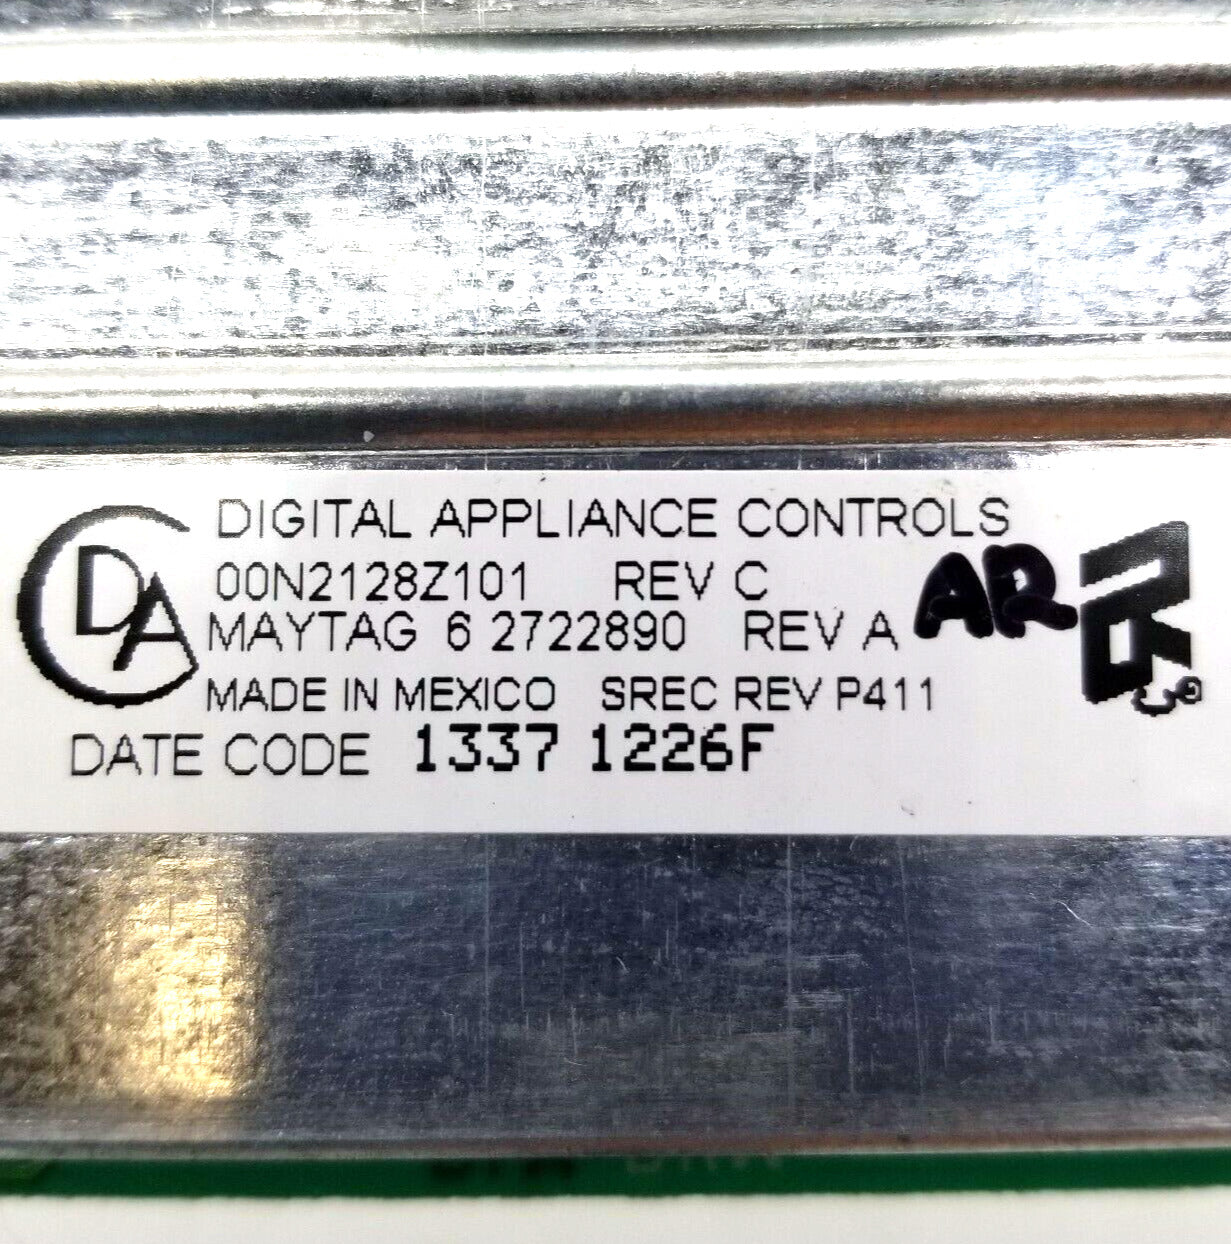 DIGITAL APPLIANCE CONTROLS
00N2128Z101 REV C
MAYTAG 6 2722890 REV A AR
MADE IN MEXICO SREC REV P411
DATE CODE 1337 1226F
CDA